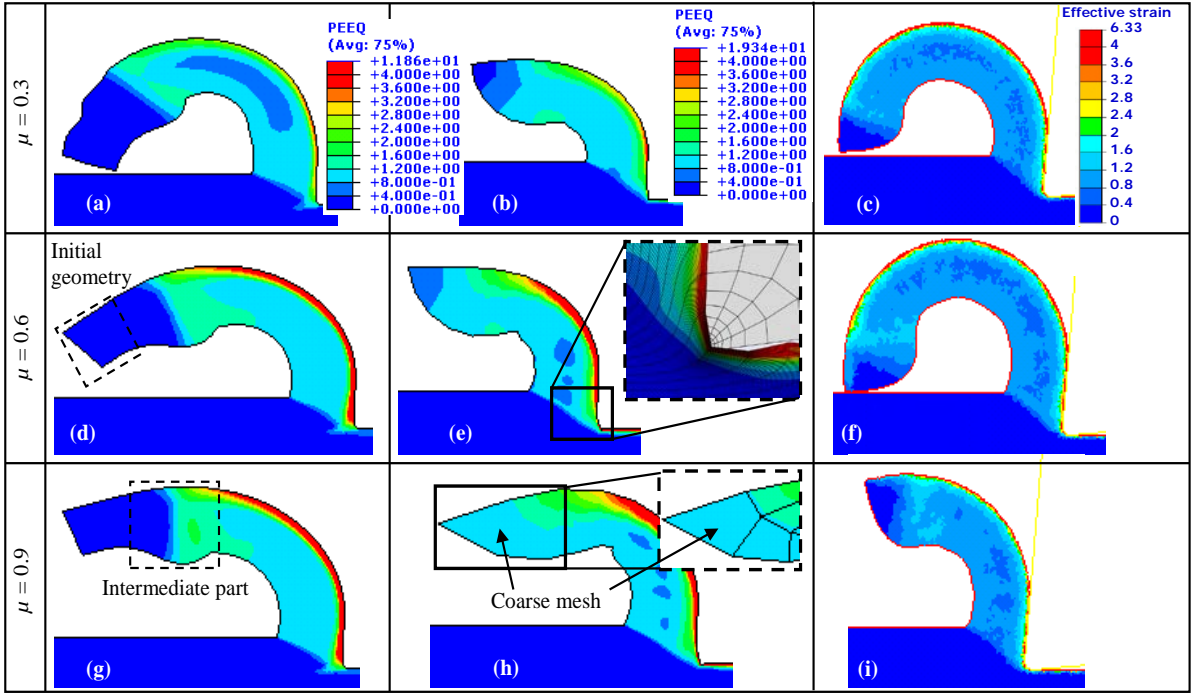 μ = 0.3
PEEQ
(Avg: 75%)
+1.186e+01
+4.000e+00
+3.600e+00
+3.200e+00
+2.800e+00
+2.400e+00
+2.000e+00
+1.600e+00
+1.200e+00
+8.000e-01
+4.000e-01
+0.000e+00
(a)
PEEQ
(Avg: 75%)
+1.934e+01
+4.000e+00
+3.600e+00
+3.200e+00
+2.800e+00
+2.400e+00
+2.000e+00
+1.600e+00
+1.200e+00
+8.000e-01
+4.000e-01
+0.000e+00
(b)
Effective strain
6.33
4
3.6
3.2
2.8
2.4
2
1.6
1.2
0.8
0.4
0
(c)
μ = 0.6
Initial
geometry
(d)
(e)
(f)
μ = 0.9
Intermediate part
(g)
Coarse mesh
(h)
(i)